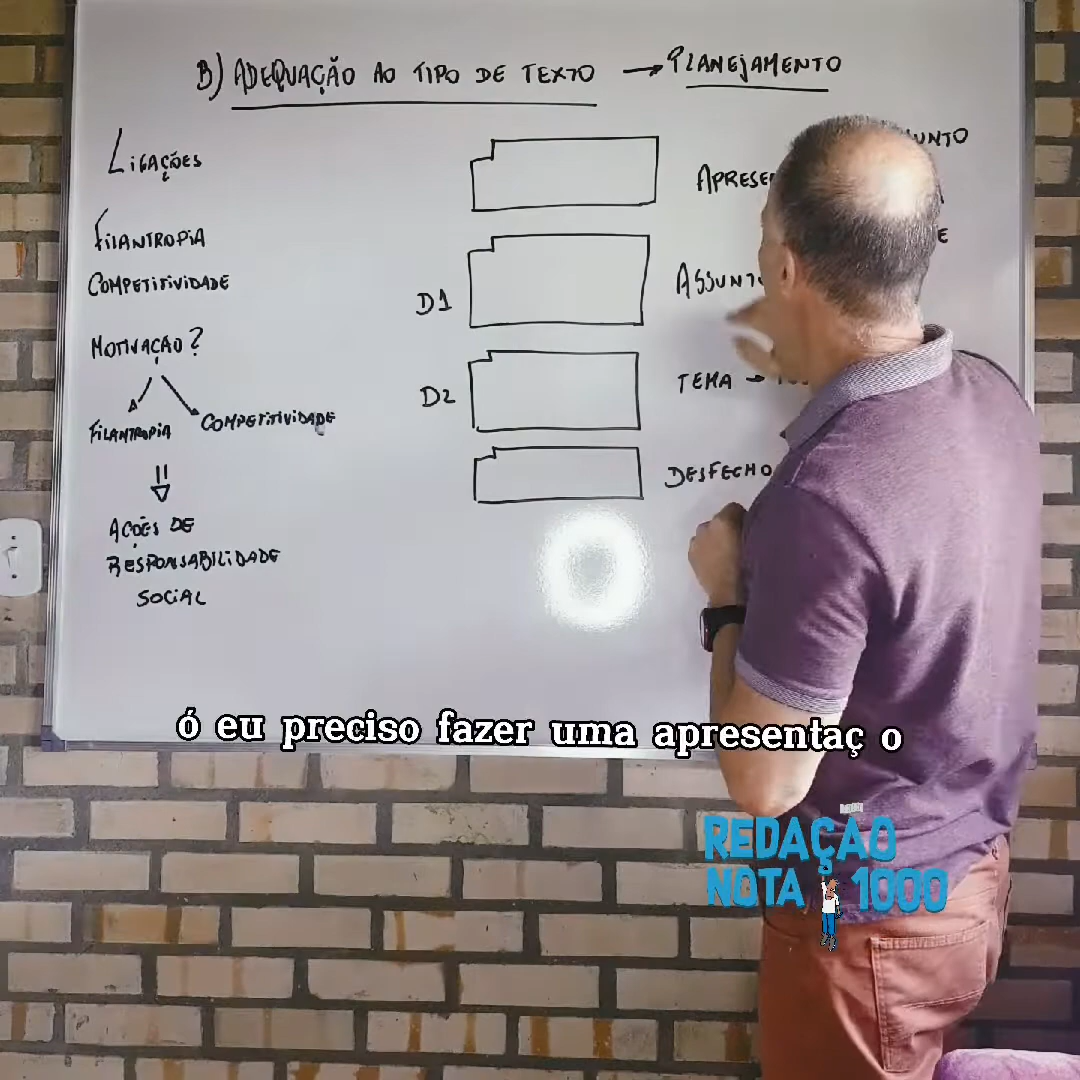 B) ADEQUAÇÃO AO TIPO DE TEXTO → PLANEJAMENTO
LIGAÇÕES
FILANTROPIA
COMPETITIVIDADE
MOTIVAÇÃO?
FILANTROPIA COMPETITIVIDADE
AÇÕES DE
RESPONSABILIDADE
SOCIAL
D1
D2
ASSUNTO
TEMA →
DESFECHO
ó eu preciso fazer uma apresentaç o
REDAÇÃO
NOTA 1000